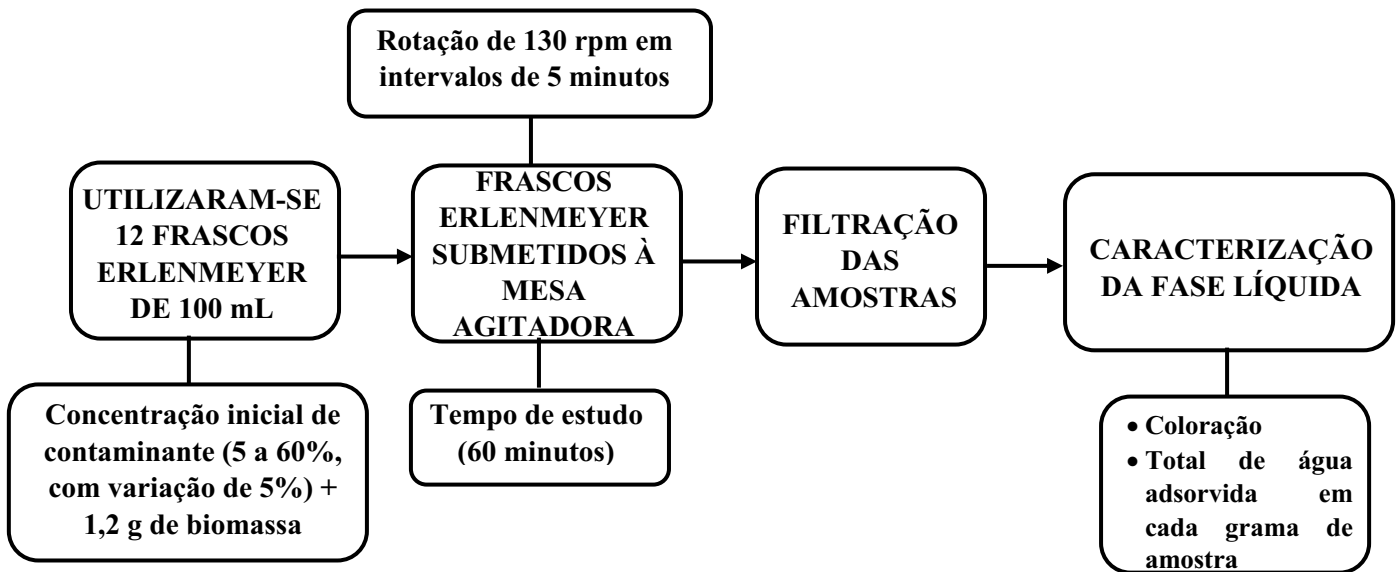 Rotação de 130 rpm em
intervalos de 5 minutos
UTILIZARAM-SE
12 FRASCOS
ERLENMEYER
DE 100 mL
FRASCOS
ERLENMEYER
SUBMETIDOS À
MESA
AGITADORA
FILTRAÇÃO
DAS
AMOSTRAS
CARACTERIZAÇÃO
DA FASE LÍQUIDA
Concentração inicial de
contaminante (5 a 60%,
com variação de 5%) +
1,2 g de biomassa
Tempo de estudo
(60 minutos)
• Coloração
• Total de água
adsorvida em
cada grama de
amostra